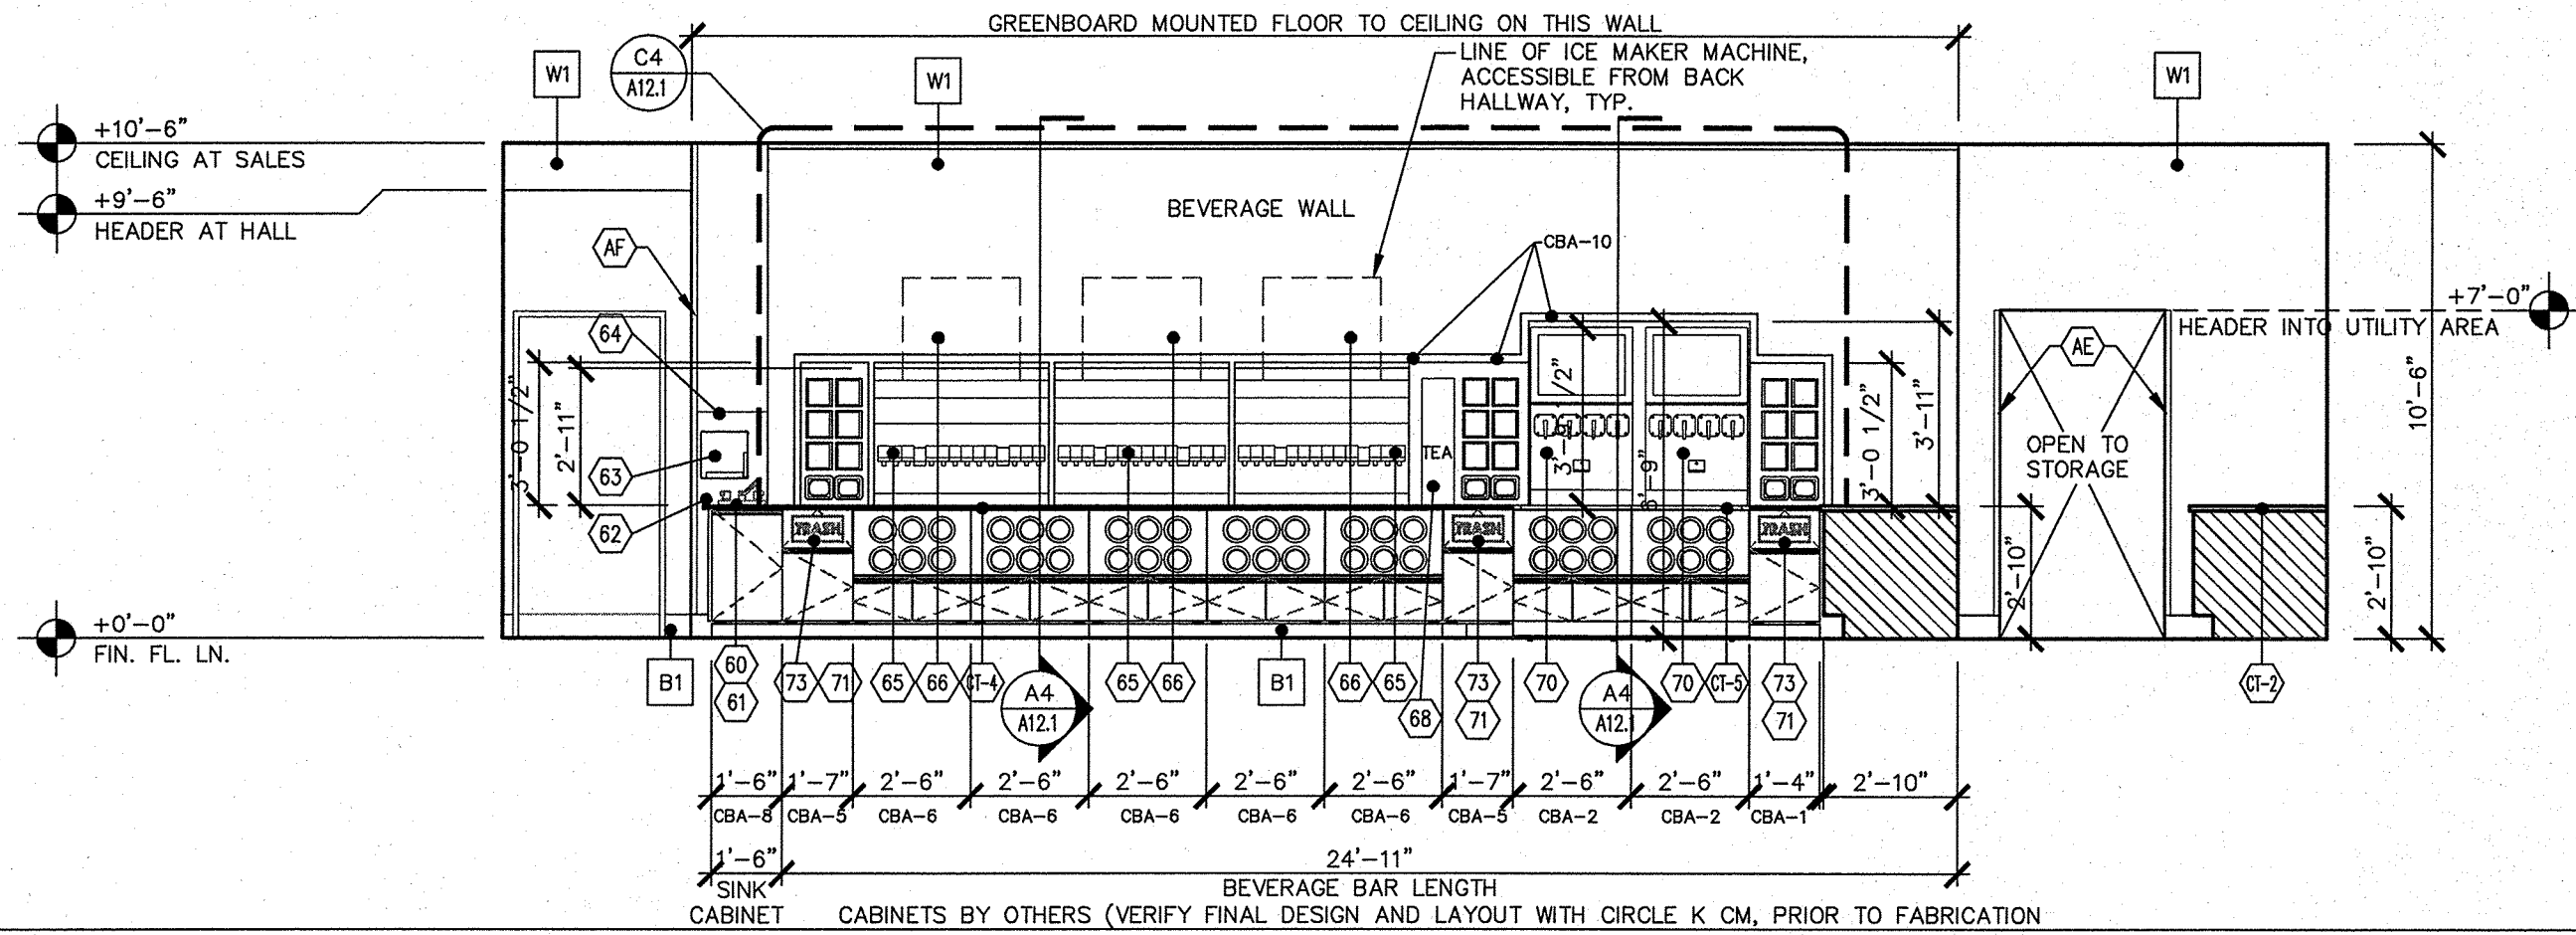 GREENBOARD MOUNTED FLOOR TO CEILING ON THIS WALL
C4
A12.1
LINE OF ICE MAKER MACHINE,
ACCESSIBLE FROM BACK
HALLWAY, TYP.
W1
W1
W1
+10'-6"
CEILING AT SALES
+9'-6"
HEADER AT HALL
BEVERAGE WALL
AF
CBA-10
+7'-0"
HEADER INTO UTILITY AREA
64
AE
3'-0 1/2"
2'-11"
3'-9"
3'-0 1/2"
3'-11"
10'-6"
OPEN TO
STORAGE
TEA
63
62
TRASH
TRASH
TRASH
2'-10"
2'-10"
+0'-0"
FIN. FL. LN.
B1
60
61
73
71
65
66
CT-4
A4
A12.1
65
66
B1
66
65
68
73
71
70
A4
A12.1
70
CT-5
73
71
CT-2
1'-6"
1'-7"
2'-6"
2'-6"
2'-6"
2'-6"
2'-6"
1'-7"
2'-6"
2'-6"
1'-4"
2'-10"
CBA-8
CBA-5
CBA-6
CBA-6
CBA-6
CBA-6
CBA-6
CBA-5
CBA-2
CBA-2
CBA-1
1'-6"
24'-11"
SINK
CABINET
BEVERAGE BAR LENGTH
CABINETS BY OTHERS (VERIFY FINAL DESIGN AND LAYOUT WITH CIRCLE K CM, PRIOR TO FABRICATION